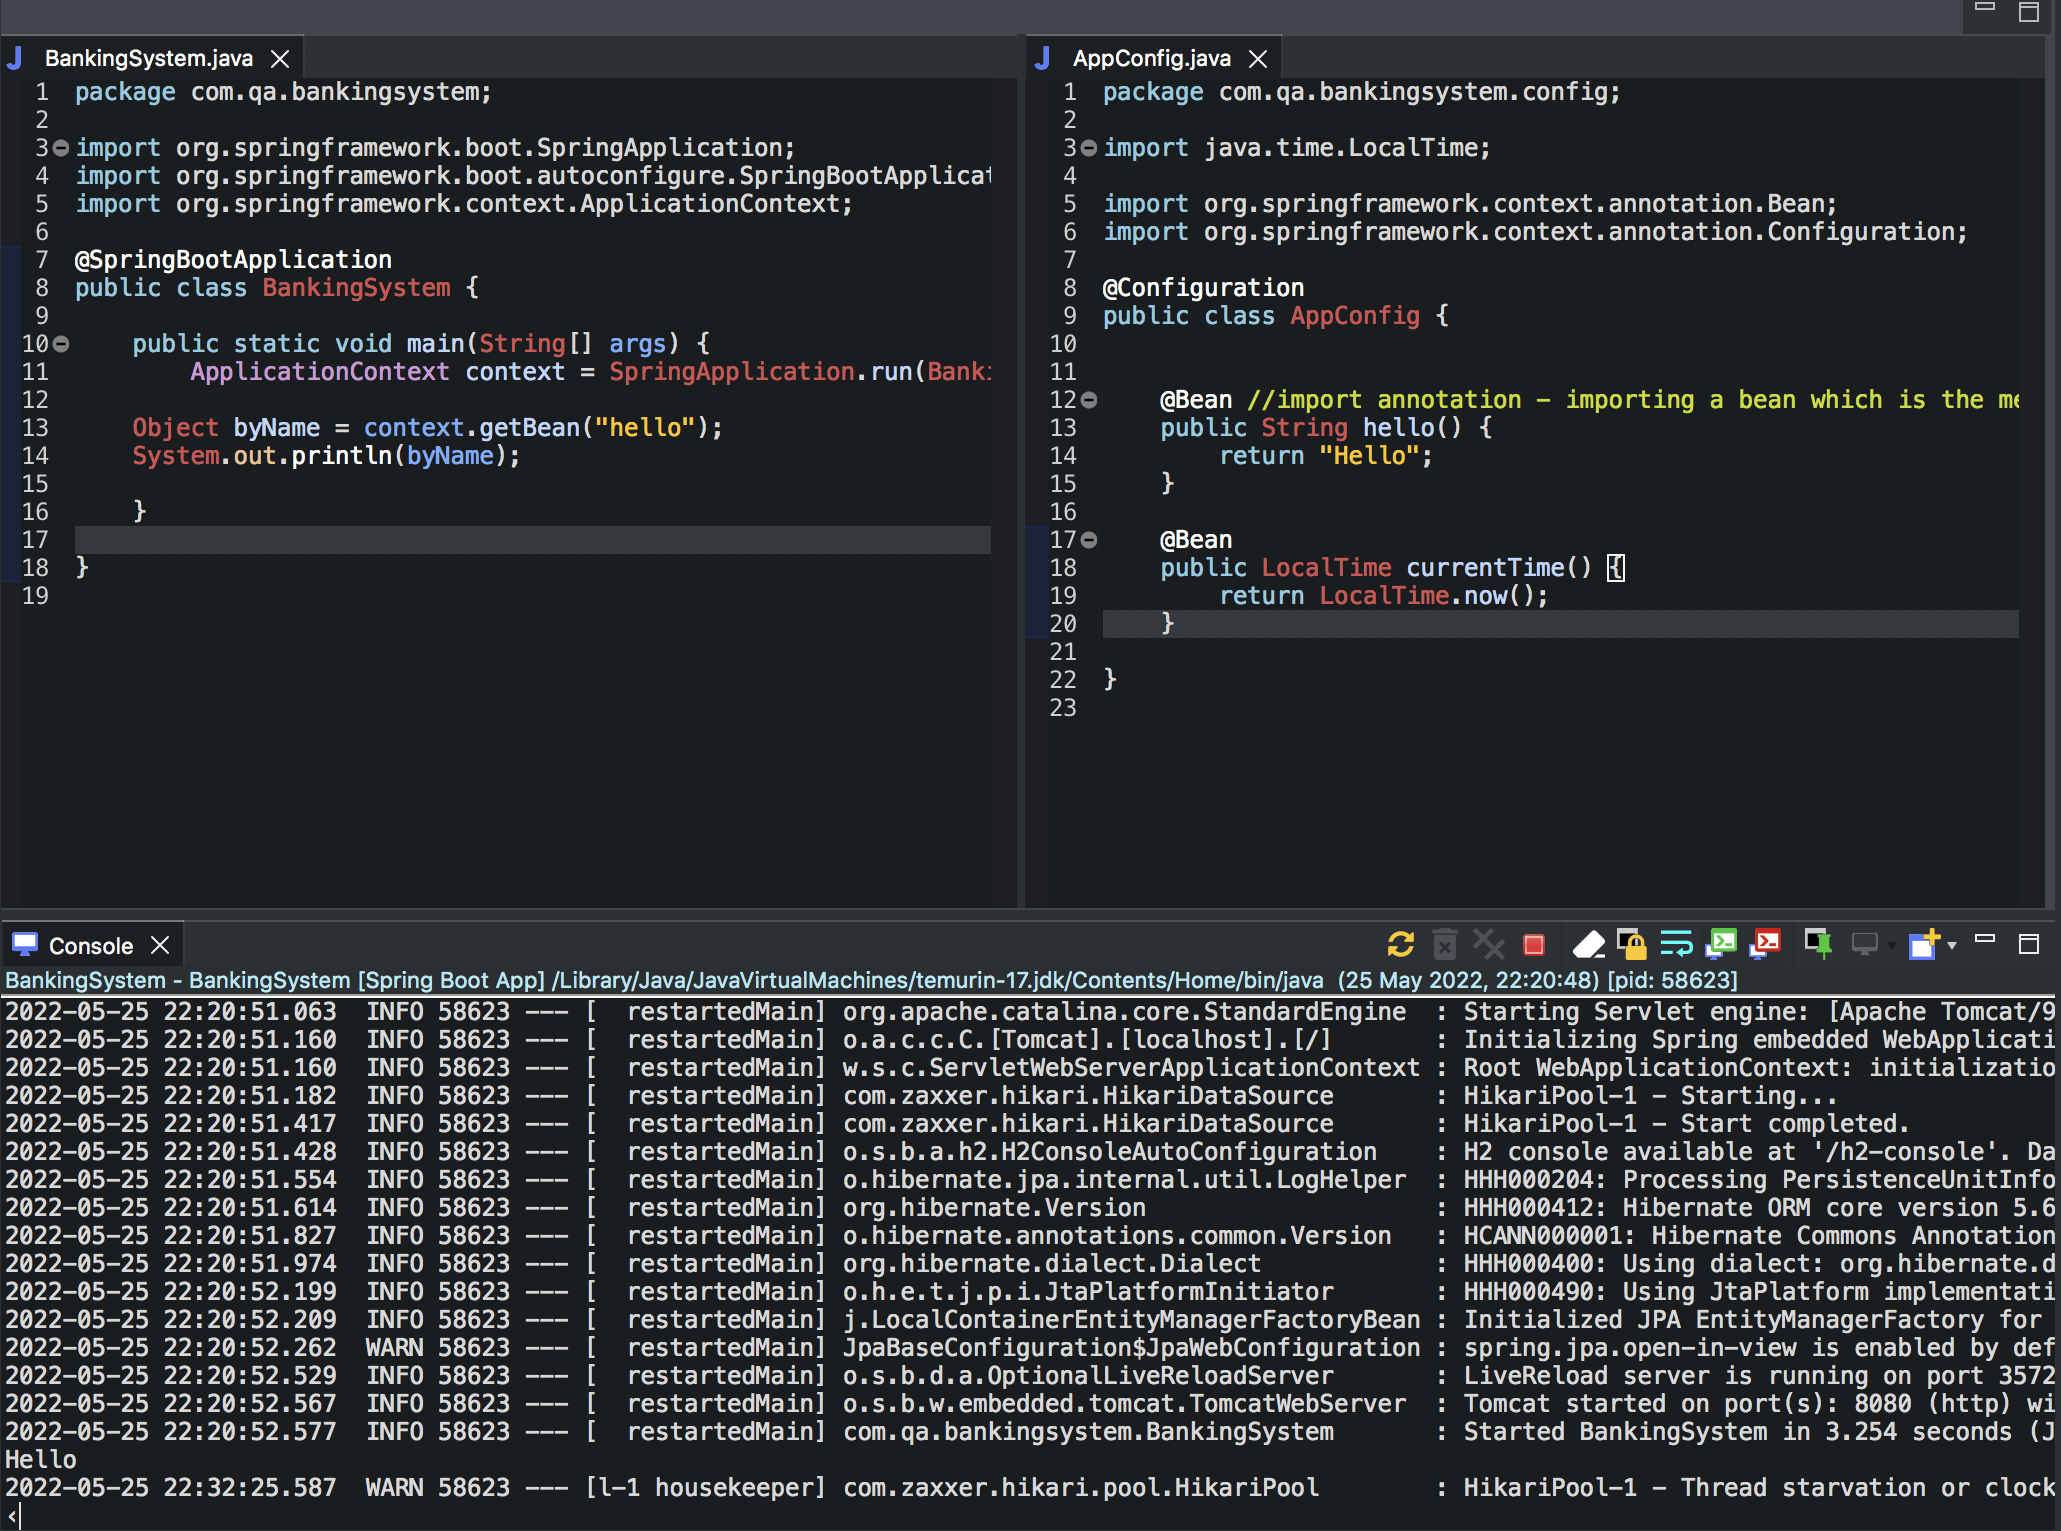 BankingSystem.java
1 package com.qa.bankingsystem;
2
3 import org.springframework.boot.SpringApplication;
4 import org.springframework.boot.autoconfigure.SpringBootApplicat
5 import org.springframework.context.ApplicationContext;
6
7 @SpringBootApplication
8 public class BankingSystem {
9
10 public static void main(String[] args) {
11 ApplicationContext context = SpringApplication.run(Banki
12
13 Object byName = context.getBean("hello");
14 System.out.println(byName);
15
16 }
17
18 }
19
AppConfig.java
1 package com.qa.bankingsystem.config;
2
3 import java.time.LocalTime;
4
5 import org.springframework.context.annotation.Bean;
6 import org.springframework.context.annotation.Configuration;
7
8 @Configuration
9 public class AppConfig {
10
11
12 @Bean //import annotation - importing a bean which is the me
13 public String hello() {
14 return "Hello";
15 }
16
17 @Bean
18 public LocalTime currentTime() {
19 return LocalTime.now();
20 }
21
22 }
23
Console
BankingSystem - BankingSystem [Spring Boot App] /Library/Java/JavaVirtualMachines/temurin-17.jdk/Contents/Home/bin/java (25 May 2022, 22:20:48) [pid: 58623]
2022-05-25 22:20:51.063 INFO 58623 --- [ restartedMain] org.apache.catalina.core.StandardEngine : Starting Servlet engine: [Apache Tomcat/9
2022-05-25 22:20:51.160 INFO 58623 --- [ restartedMain] o.a.c.c.C.[Tomcat].[localhost].[/] : Initializing Spring embedded WebApplicati
2022-05-25 22:20:51.160 INFO 58623 --- [ restartedMain] w.s.c.ServletWebServerApplicationContext : Root WebApplicationContext: initializatio
2022-05-25 22:20:51.182 INFO 58623 --- [ restartedMain] com.zaxxer.hikari.HikariDataSource : HikariPool-1 - Starting...
2022-05-25 22:20:51.417 INFO 58623 --- [ restartedMain] com.zaxxer.hikari.HikariDataSource : HikariPool-1 - Start completed.
2022-05-25 22:20:51.428 INFO 58623 --- [ restartedMain] o.s.b.a.h2.H2ConsoleAutoConfiguration : H2 console available at '/h2-console'. Da
2022-05-25 22:20:51.554 INFO 58623 --- [ restartedMain] o.hibernate.jpa.internal.util.LogHelper : HHH000204: Processing PersistenceUnitInfo
2022-05-25 22:20:51.614 INFO 58623 --- [ restartedMain] org.hibernate.Version : HHH000412: Hibernate ORM core version 5.6
2022-05-25 22:20:51.827 INFO 58623 --- [ restartedMain] o.hibernate.annotations.common.Version : HCANN000001: Hibernate Commons Annotation
2022-05-25 22:20:51.974 INFO 58623 --- [ restartedMain] org.hibernate.dialect.Dialect : HHH000400: Using dialect: org.hibernate.d
2022-05-25 22:20:52.199 INFO 58623 --- [ restartedMain] o.h.e.t.j.p.i.JtaPlatformInitiator : HHH000490: Using JtaPlatform implementati
2022-05-25 22:20:52.209 INFO 58623 --- [ restartedMain] j.LocalContainerEntityManagerFactoryBean : Initialized JPA EntityManagerFactory for
2022-05-25 22:20:52.262 WARN 58623 --- [ restartedMain] JpaBaseConfiguration$JpaWebConfiguration : spring.jpa.open-in-view is enabled by def
2022-05-25 22:20:52.529 INFO 58623 --- [ restartedMain] o.s.b.d.a.OptionalLiveReloadServer : LiveReload server is running on port 3572
2022-05-25 22:20:52.567 INFO 58623 --- [ restartedMain] o.s.b.w.embedded.tomcat.TomcatWebServer : Tomcat started on port(s): 8080 (http) wi
2022-05-25 22:20:52.577 INFO 58623 --- [ restartedMain] com.qa.bankingsystem.BankingSystem : Started BankingSystem in 3.254 seconds (J
Hello
2022-05-25 22:32:25.587 WARN 58623 --- [l-1 housekeeper] com.zaxxer.hikari.pool.HikariPool : HikariPool-1 - Thread starvation or clock